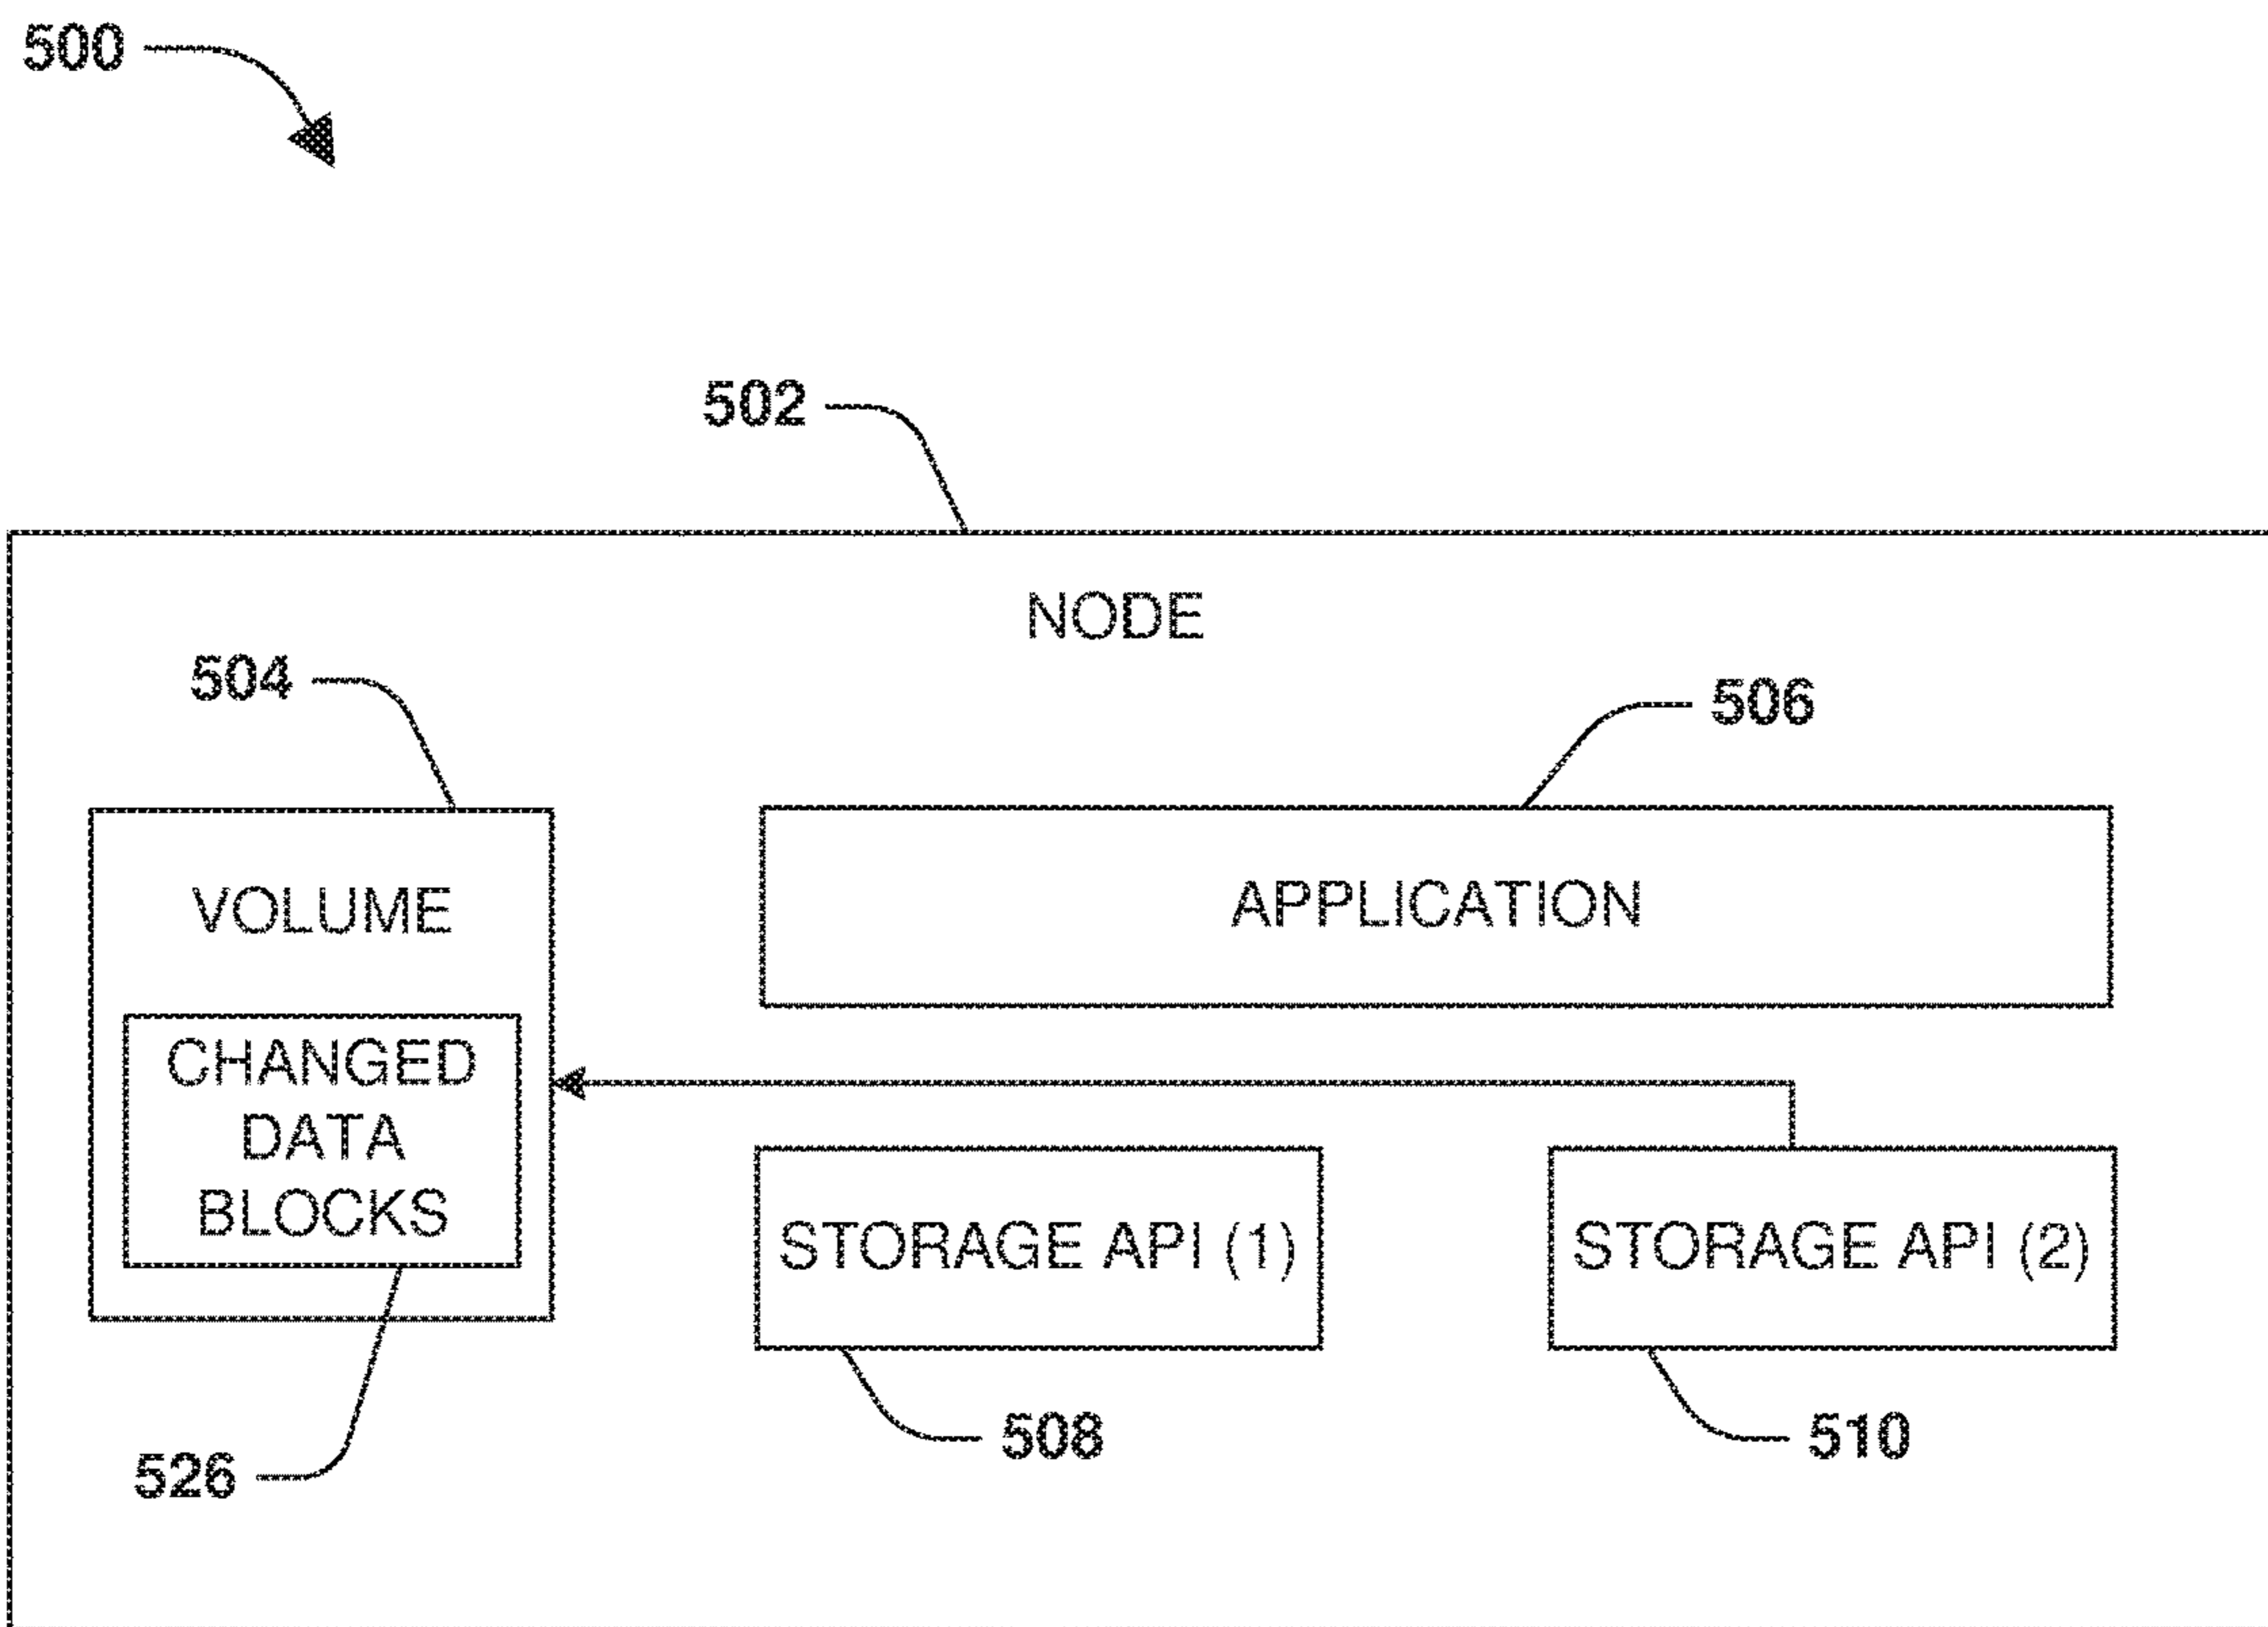 500
502
NODE
504
506
VOLUME
APPLICATION
CHANGED
DATA
BLOCKS
STORAGE API (1)
STORAGE API (2)
508
510
526